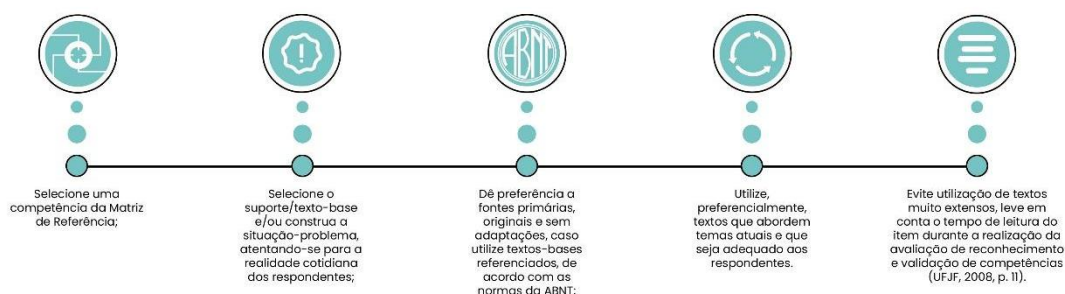 ABNT
Selecione uma
competência da Matriz
de Referência;
Selecione o
suporte/texto-base
e/ou construa a
situação-problema,
atentando-se para a
realidade cotidiana
dos respondentes;
Dê preferência a
fontes primárias,
originais e sem
adaptações, caso
utilize textos-bases
referenciados, de
acordo com as
normas da ABNT;
Utilize,
preferencialmente,
textos que abordem
temas atuais e que
seja adequado aos
respondentes.
Evite utilização de textos
muito extensos, leve em
conta o tempo de leitura do
item durante a realização da
avaliação de reconhecimento
e validação de competências
(UFJF, 2008, p. 11).